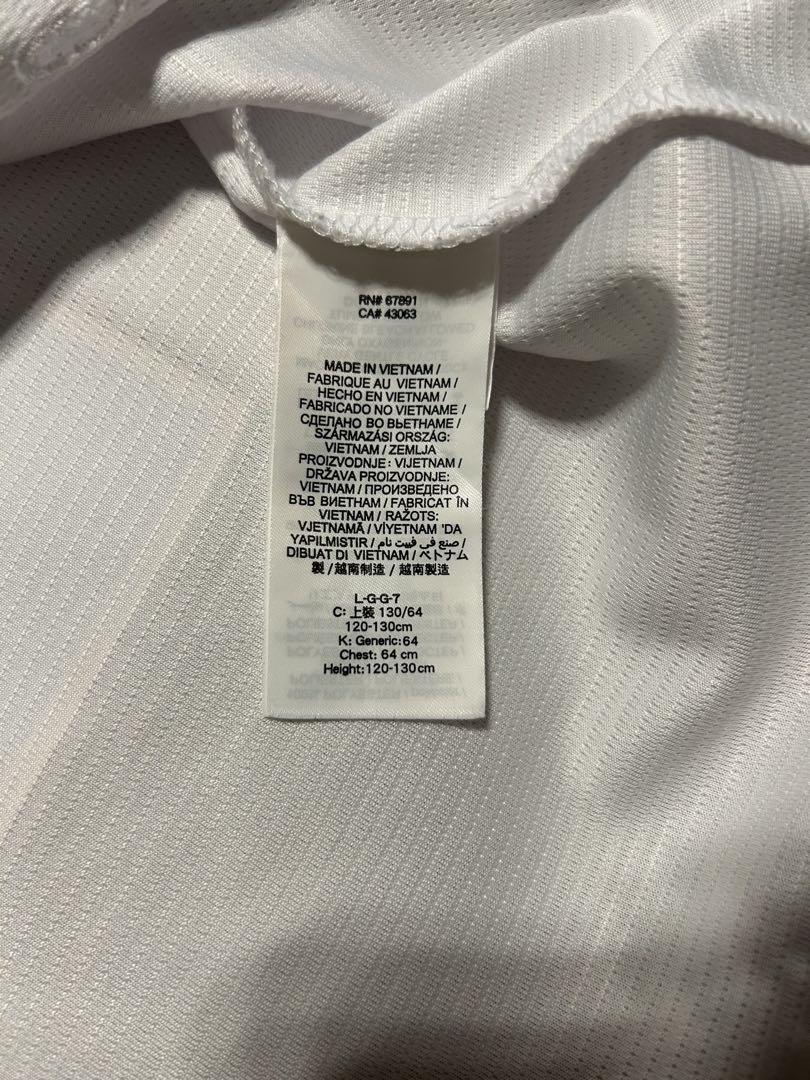 RN# 67891
CA# 43063
MADE IN VIETNAM /
FABRIQUE AU VIETNAM /
HECHO EN VIETNAM /
FABRICADO NO VIETNAME /
СДЕЛАНО ВО ВЬЕТНАМЕ /
SZÁRMAZÁSI ORSZÁG:
VIETNAM / ZEMLJA
PROIZVODNJE: VIJETNAM /
DRŽAVA PROIZVODNJE:
VIETNAM / ПРОИЗВЕДЕНО
ВЪВ ВИЕТНАМ / FABRICAT ÎN
VIETNAM / RAŽOTS:
VJETNAMĀ / VİYETNAM 'DA
YAPILMISTIR / صنع في فييت نام /
DIBUAT DI VIETNAM / ベトナム
製 / 越南制造 / 越南製造
L-G-G-7
C: 上裝 130/64
120-130cm
K: Generic:64
Chest: 64 cm
Height:120-130cm